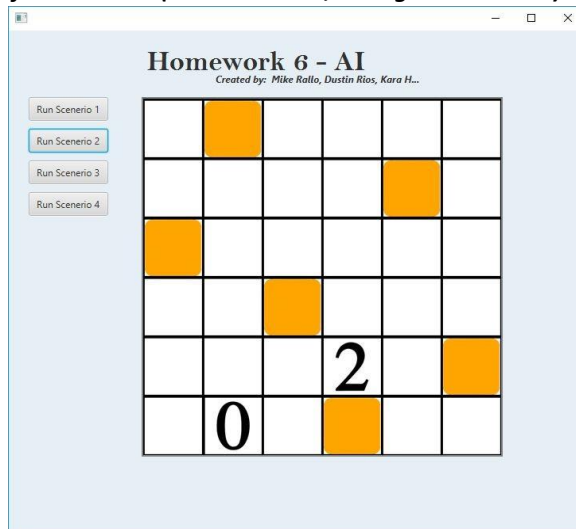 Homework 6 - AI
Created by: Mike Rallo, Dustin Rios, Kara H...
Run Scenerio 1
Run Scenerio 2
Run Scenerio 3
Run Scenerio 4
2
0